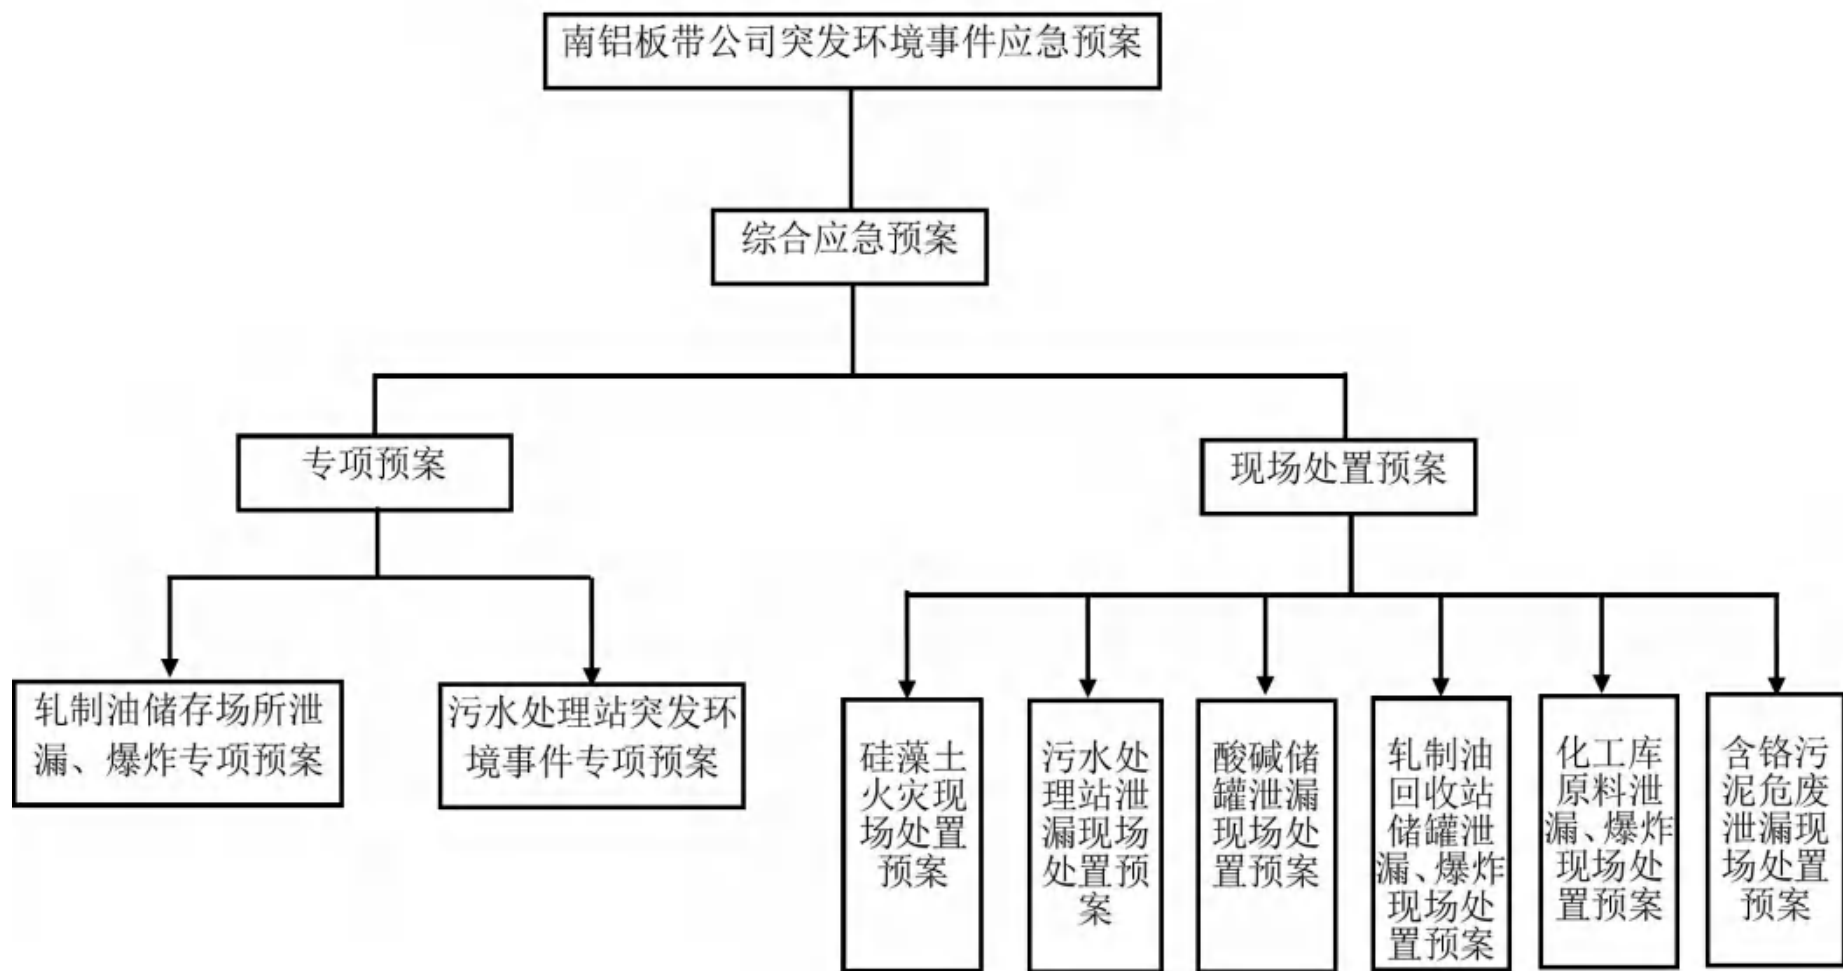 南铝板带公司突发环境事件应急预案
综合应急预案
专项预案
现场处置预案
轧制油储存场所泄
漏、爆炸专项预案
污水处理站突发环
境事件专项预案
硅藻土
火灾现
场处置
预案
污水处
理站泄
漏现场
处置预
案
酸碱储
罐泄漏
现场处
置预案
轧制油
回收站
储罐泄
漏、爆炸
现场处
置预案
化工库
原料泄
漏、爆炸
现场处
置预案
含铬污
泥危废
泄漏现
场处置
预案